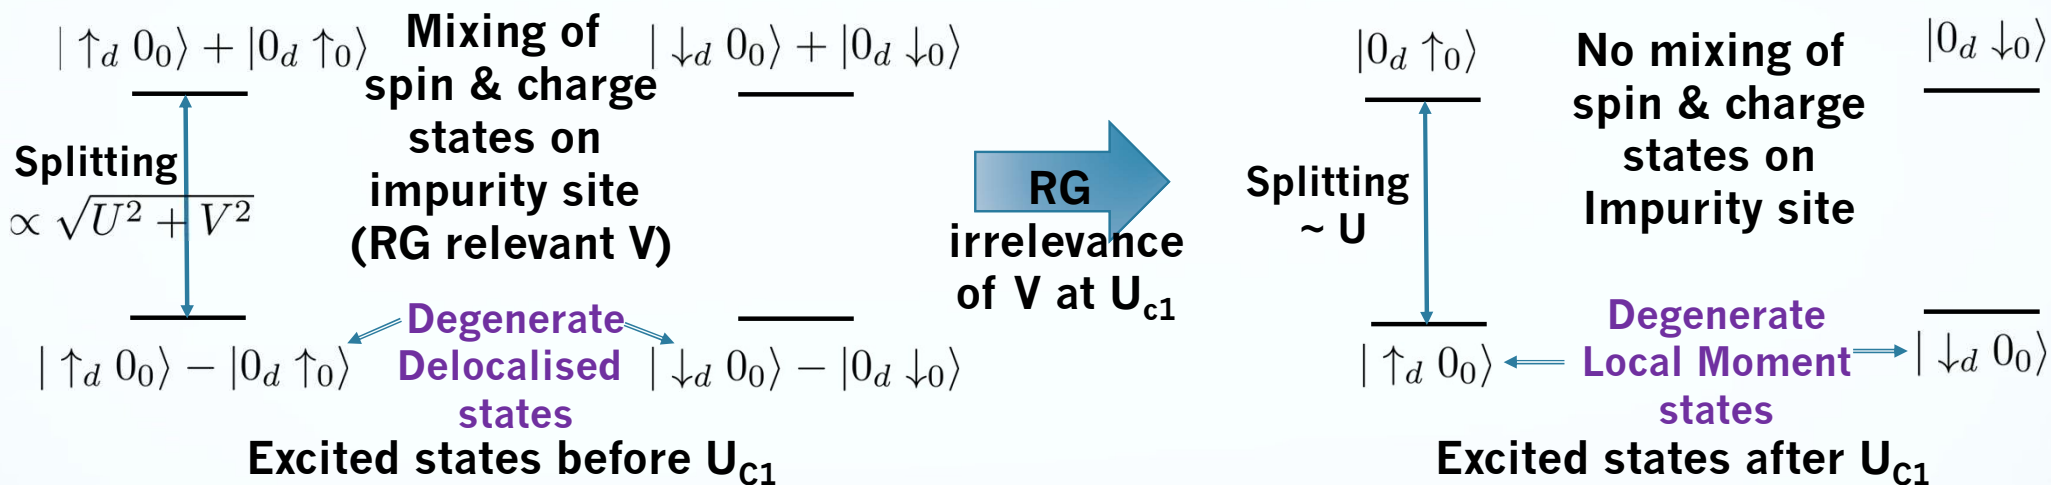 | ↑d 00⟩ + |0d ↑0⟩
Mixing of
spin & charge
states on
impurity site
(RG relevant V)
| ↓d 00⟩ + |0d ↓0⟩
Splitting
∝ √U² + V²
| ↑d 00⟩ − |0d ↑0⟩
Degenerate
Delocalised
states
| ↓d 00⟩ − |0d ↓0⟩
Excited states before UC1
RG
irrelevance
of V at Uc1
|0d ↑0⟩
No mixing of
spin & charge
states on
Impurity site
|0d ↓0⟩
Splitting
~ U
| ↑d 00⟩
Degenerate
Local Moment
states
| ↓d 00⟩
Excited states after UC1